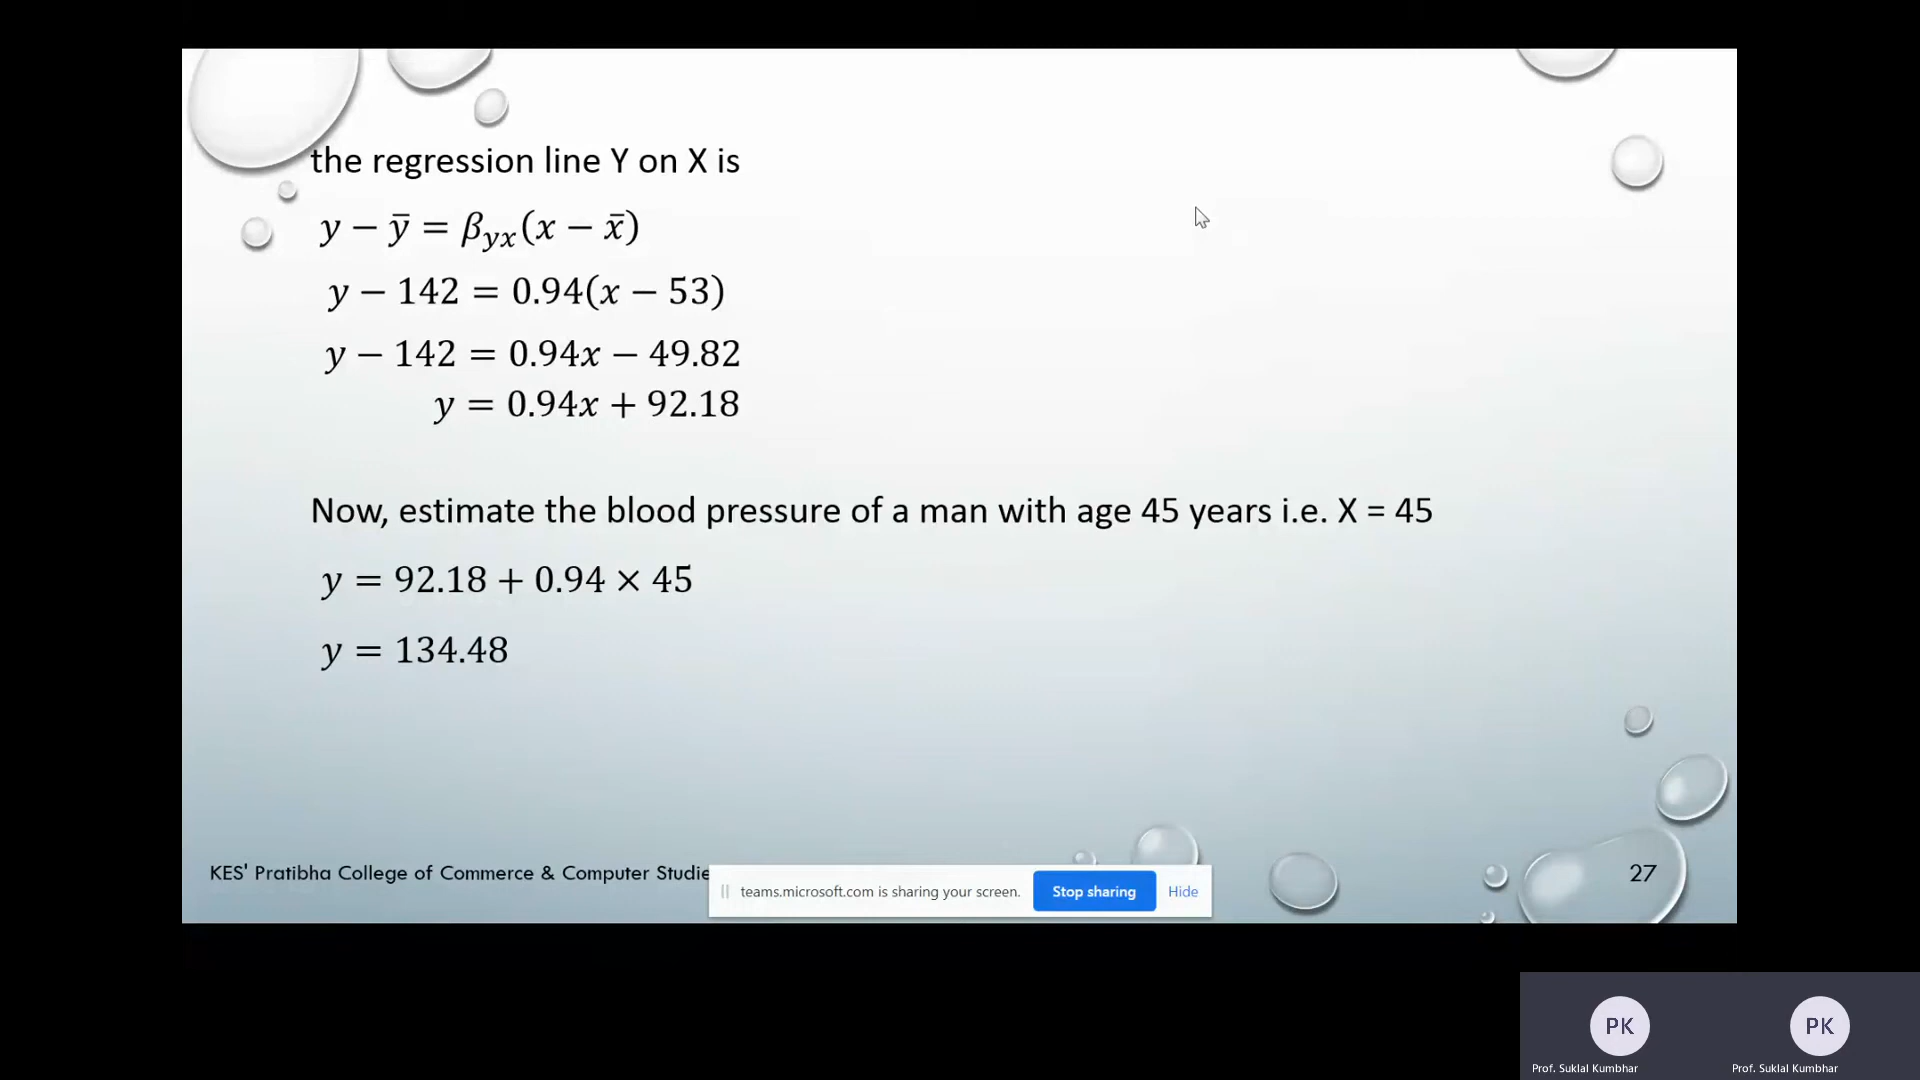 the regression line Y on X is
y − ȳ = βyx(x − x̄)
y − 142 = 0.94(x − 53)
y − 142 = 0.94x − 49.82
y = 0.94x + 92.18
Now, estimate the blood pressure of a man with age 45 years i.e. X = 45
y = 92.18 + 0.94 × 45
y = 134.48
KES' Pratibha College of Commerce & Computer Studie
27
teams.microsoft.com is sharing your screen. Stop sharing Hide
PK PK
Prof. Suklal Kumbhar Prof. Suklal Kumbhar